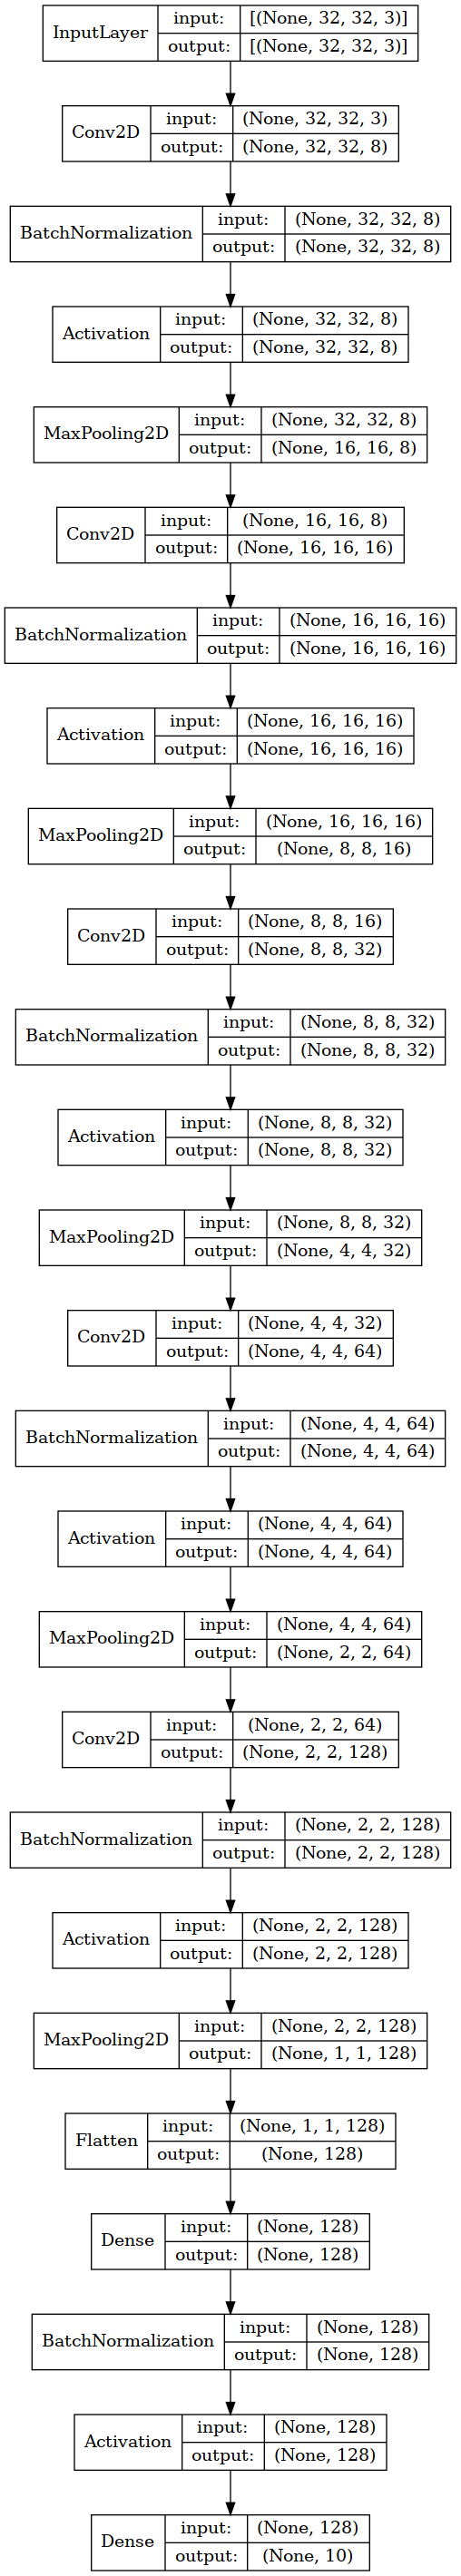 InputLayer input: [(None, 32, 32, 3)]
output: [(None, 32, 32, 3)]
Conv2D input: (None, 32, 32, 3)
output: (None, 32, 32, 8)
BatchNormalization input: (None, 32, 32, 8)
output: (None, 32, 32, 8)
Activation input: (None, 32, 32, 8)
output: (None, 32, 32, 8)
MaxPooling2D input: (None, 32, 32, 8)
output: (None, 16, 16, 8)
Conv2D input: (None, 16, 16, 8)
output: (None, 16, 16, 16)
BatchNormalization input: (None, 16, 16, 16)
output: (None, 16, 16, 16)
Activation input: (None, 16, 16, 16)
output: (None, 16, 16, 16)
MaxPooling2D input: (None, 16, 16, 16)
output: (None, 8, 8, 16)
Conv2D input: (None, 8, 8, 16)
output: (None, 8, 8, 32)
BatchNormalization input: (None, 8, 8, 32)
output: (None, 8, 8, 32)
Activation input: (None, 8, 8, 32)
output: (None, 8, 8, 32)
MaxPooling2D input: (None, 8, 8, 32)
output: (None, 4, 4, 32)
Conv2D input: (None, 4, 4, 32)
output: (None, 4, 4, 64)
BatchNormalization input: (None, 4, 4, 64)
output: (None, 4, 4, 64)
Activation input: (None, 4, 4, 64)
output: (None, 4, 4, 64)
MaxPooling2D input: (None, 4, 4, 64)
output: (None, 2, 2, 64)
Conv2D input: (None, 2, 2, 64)
output: (None, 2, 2, 128)
BatchNormalization input: (None, 2, 2, 128)
output: (None, 2, 2, 128)
Activation input: (None, 2, 2, 128)
output: (None, 2, 2, 128)
MaxPooling2D input: (None, 2, 2, 128)
output: (None, 1, 1, 128)
Flatten input: (None, 1, 1, 128)
output: (None, 128)
Dense input: (None, 128)
output: (None, 128)
BatchNormalization input: (None, 128)
output: (None, 128)
Activation input: (None, 128)
output: (None, 128)
Dense input: (None, 128)
output: (None, 10)